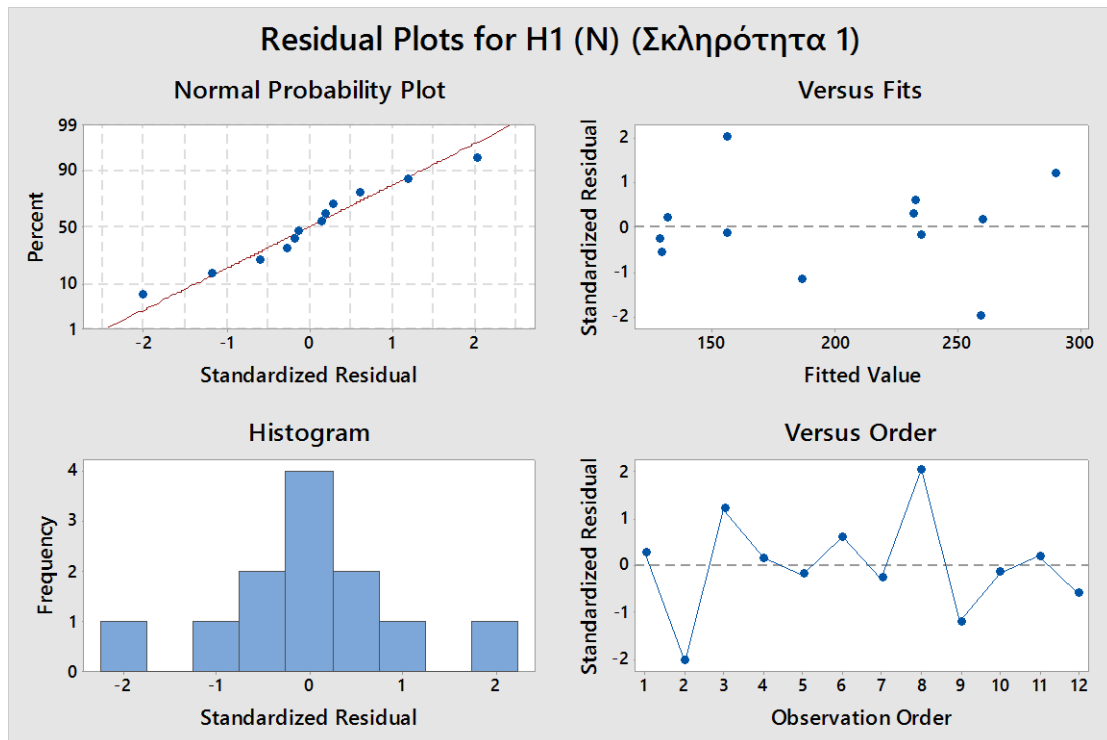 Residual Plots for H1 (N) (Σκληρότητα 1)
Normal Probability Plot
99
90
50
10
1
Percent
-2 -1 0 1 2
Standardized Residual
Versus Fits
2
1
0
-1
-2
Standardized Residual
150 200 250 300
Fitted Value
Histogram
4
3
2
1
0
Frequency
-2 -1 0 1 2
Standardized Residual
Versus Order
2
1
0
-1
-2
Standardized Residual
1 2 3 4 5 6 7 8 9 10 11 12
Observation Order